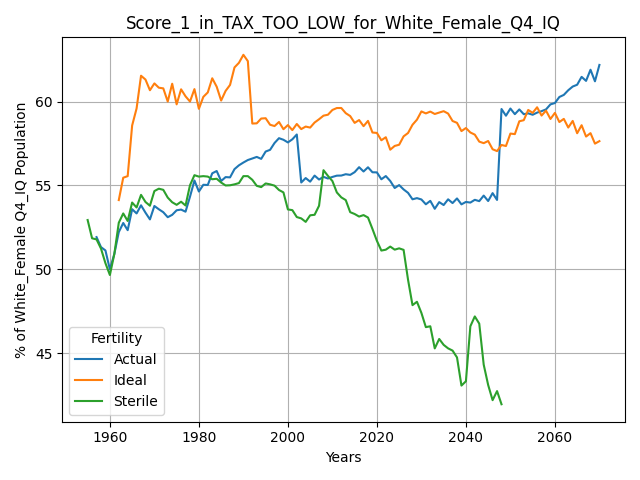 Score_1_in_TAX_TOO_LOW_for_White_Female_Q4_IQ
% of White_Female Q4_IQ Population
60
55
50
45
Fertility
Actual
Ideal
Sterile
1960 1980 2000 2020 2040 2060
Years